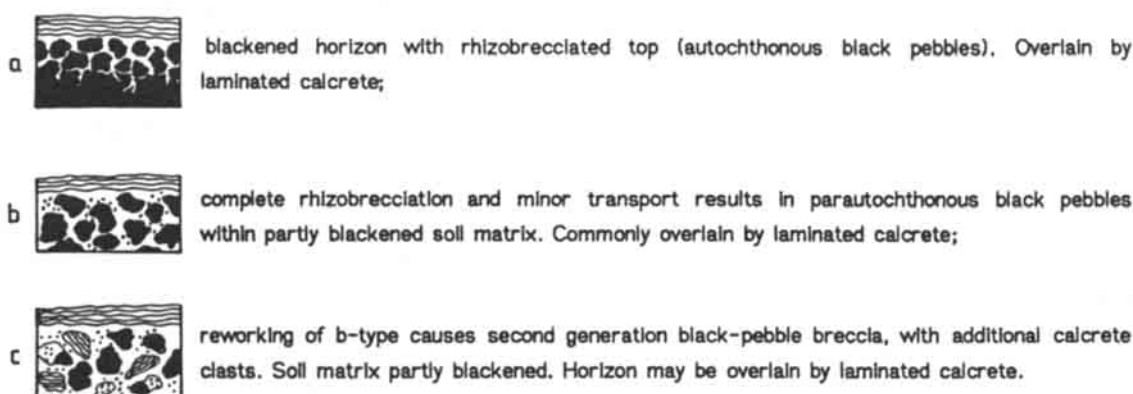 a blackened horizon with rhizobrecciated top (autochthonous black pebbles). Overlain by
laminated calcrete;
b complete rhizobrecciation and minor transport results in parautochthonous black pebbles
within partly blackened soil matrix. Commonly overlain by laminated calcrete;
c reworking of b-type causes second generation black-pebble breccia, with additional calcrete
clasts. Soil matrix partly blackened. Horizon may be overlain by laminated calcrete.